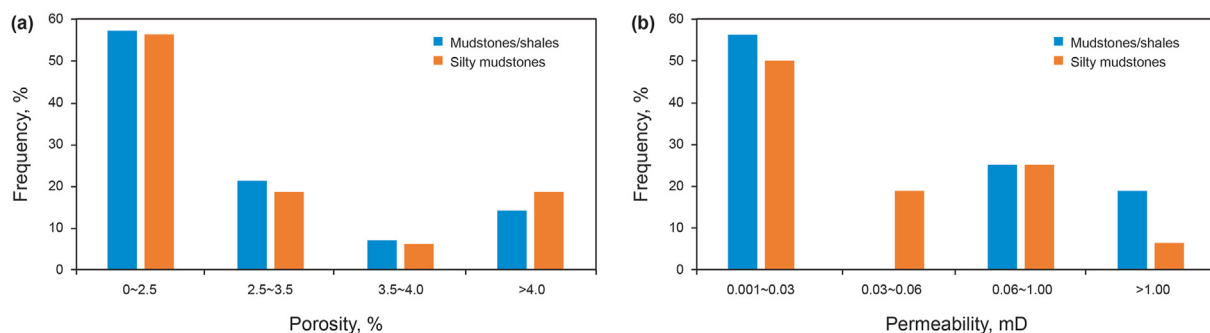 (a)
60
50
40
30
20
10
0
Frequency, %
Mudstones/shales
Silty mudstones
0~2.5
2.5~3.5
3.5~4.0
>4.0
Porosity, %
(b)
60
50
40
30
20
10
0
Frequency, %
Mudstones/shales
Silty mudstones
0.001~0.03
0.03~0.06
0.06~1.00
>1.00
Permeability, mD